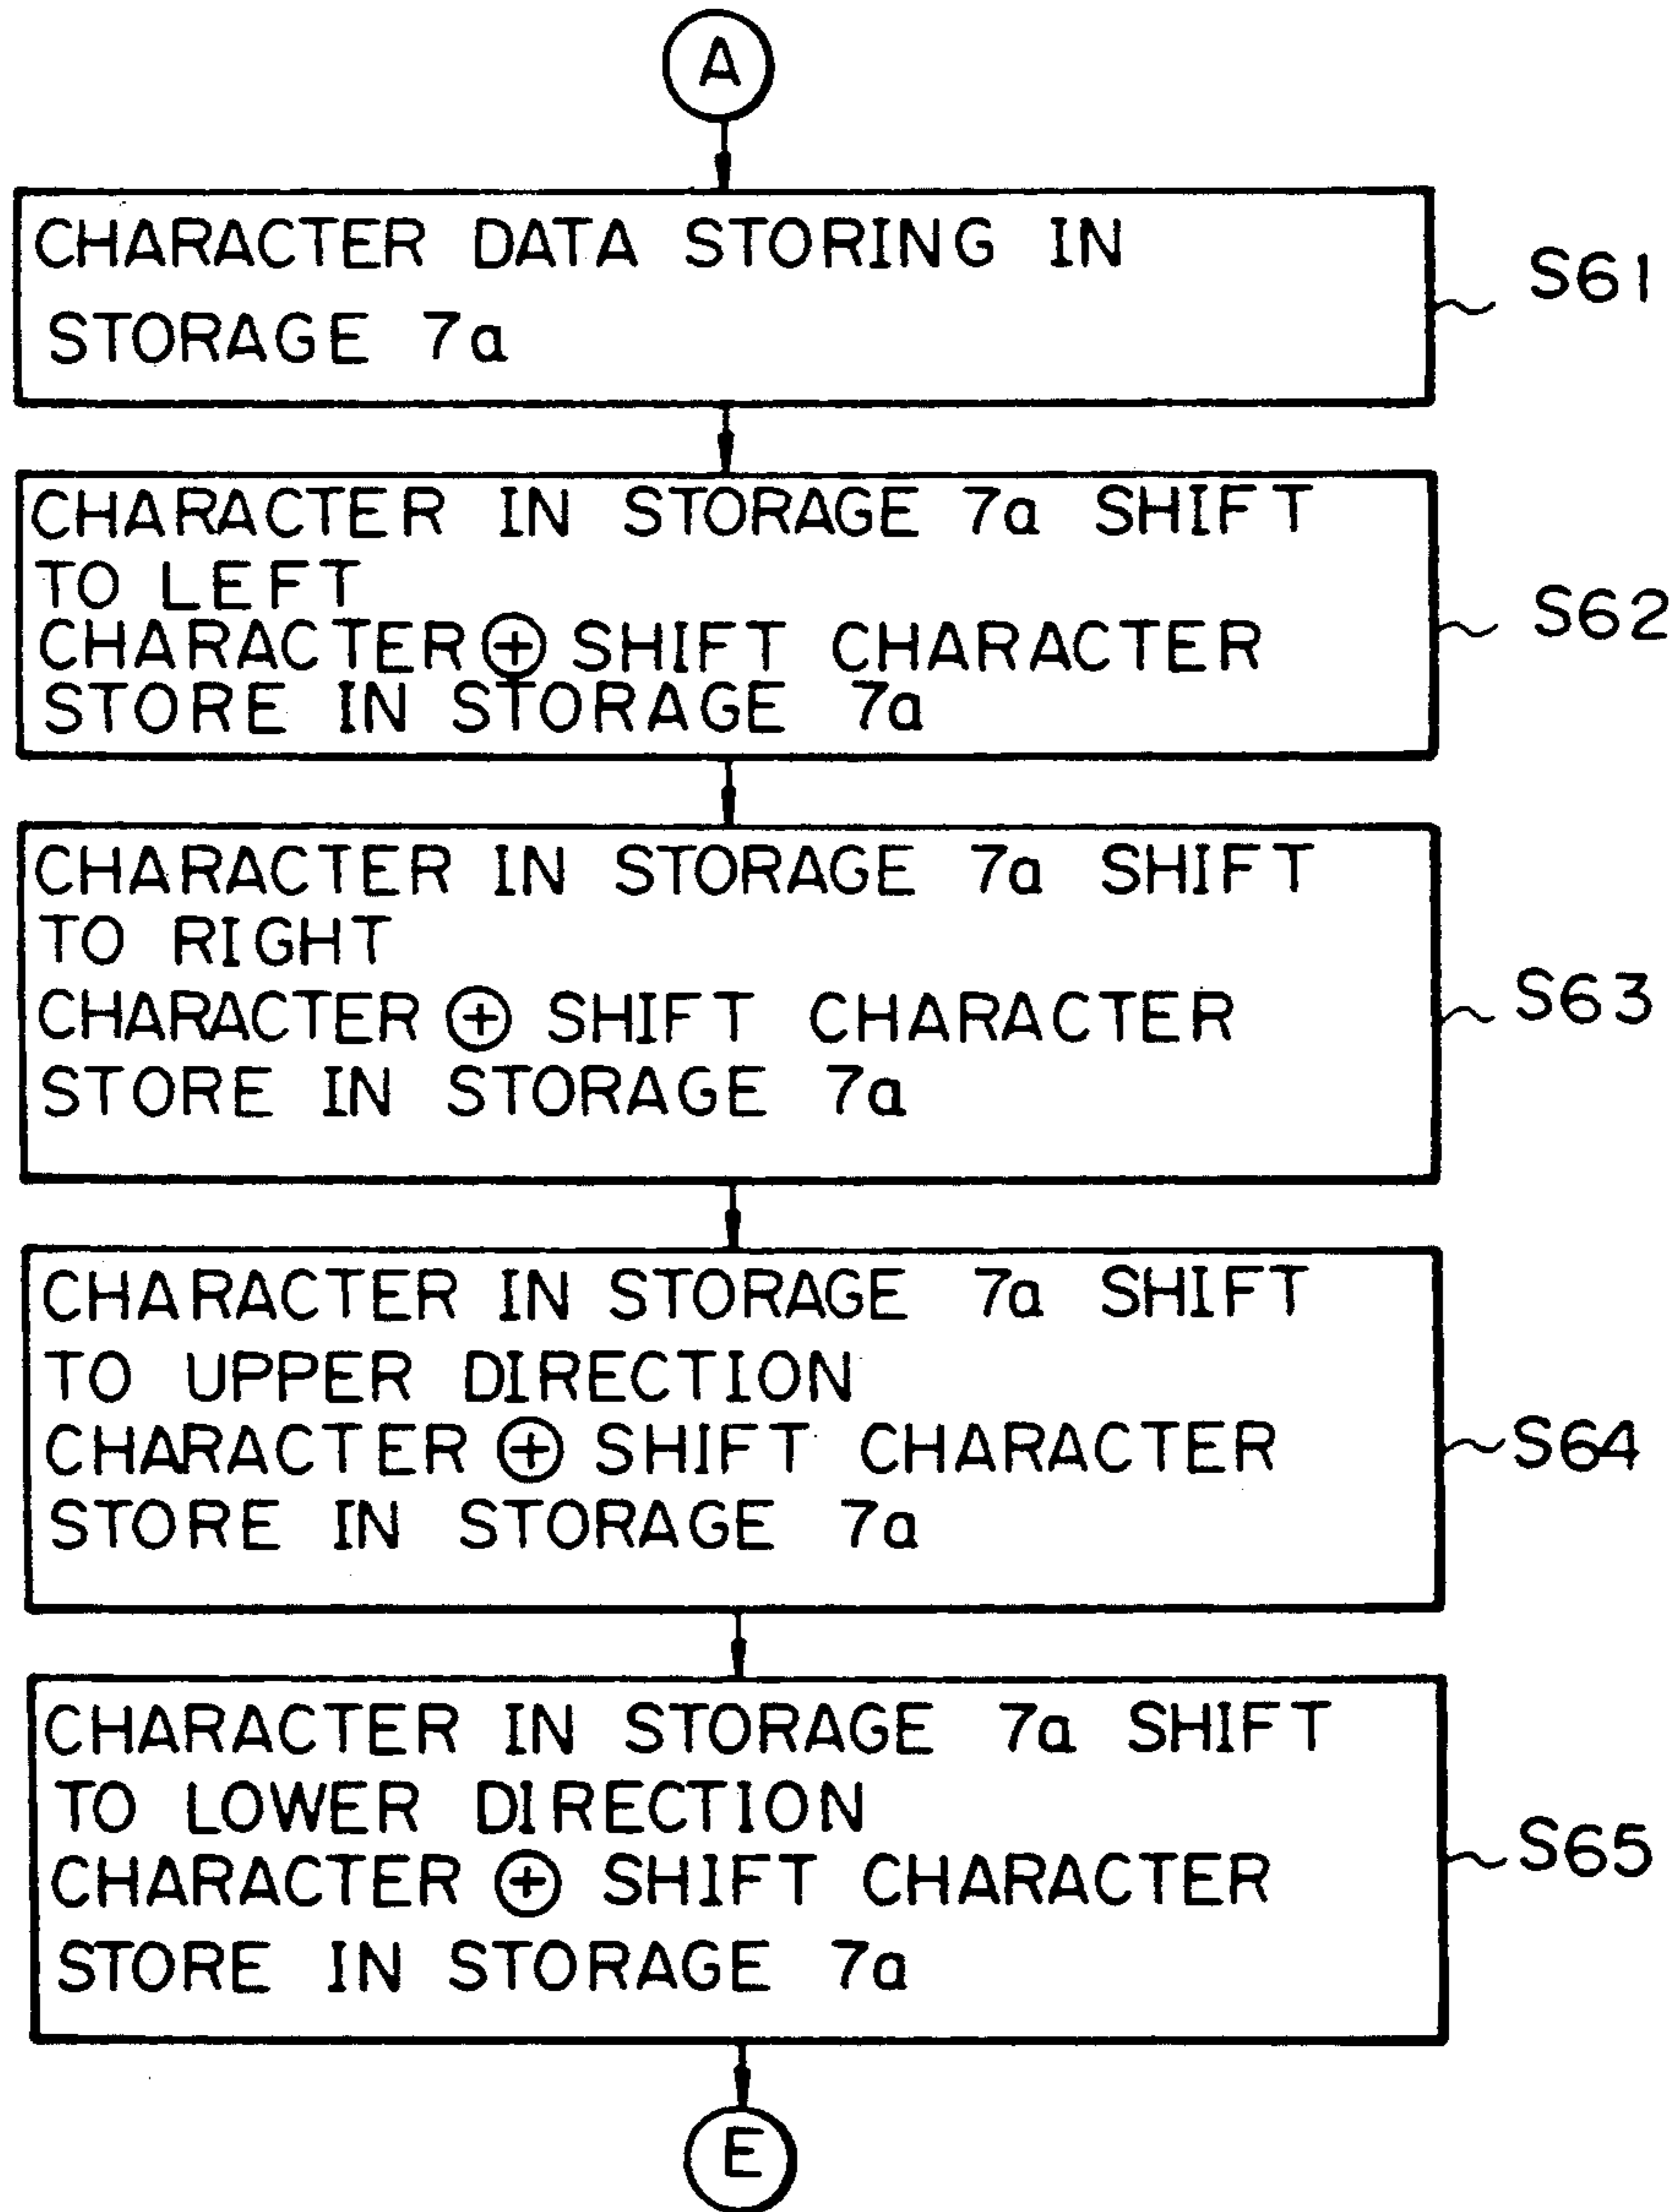 A
CHARACTER DATA STORING IN
STORAGE 7a
S61
CHARACTER IN STORAGE 7a SHIFT
TO LEFT
CHARACTER ⊕ SHIFT CHARACTER
STORE IN STORAGE 7a
S62
CHARACTER IN STORAGE 7a SHIFT
TO RIGHT
CHARACTER ⊕ SHIFT CHARACTER
STORE IN STORAGE 7a
S63
CHARACTER IN STORAGE 7a SHIFT
TO UPPER DIRECTION
CHARACTER ⊕ SHIFT CHARACTER
STORE IN STORAGE 7a
S64
CHARACTER IN STORAGE 7a SHIFT
TO LOWER DIRECTION
CHARACTER ⊕ SHIFT CHARACTER
STORE IN STORAGE 7a
S65
E